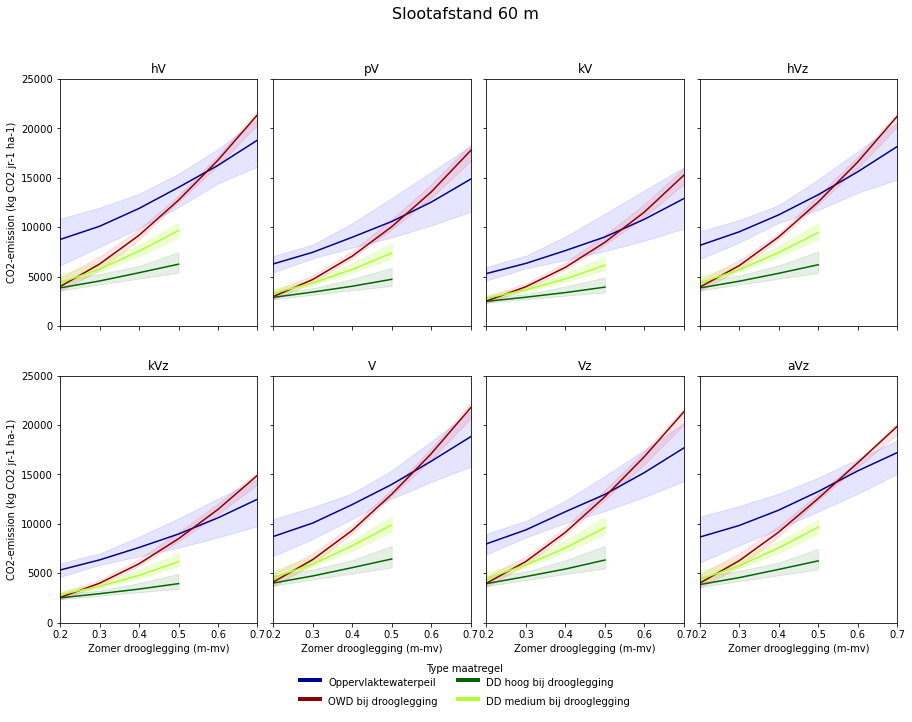 Slootafstand 60 m
hV
pV
kV
hVz
25000
20000
15000
10000
5000
0
CO2-emission (kg CO2 jr-1 ha-1)
kVz
V
Vz
aVz
25000
20000
15000
10000
5000
0
CO2-emission (kg CO2 jr-1 ha-1)
0.2 0.3 0.4 0.5 0.6 0.7
0.2 0.3 0.4 0.5 0.6 0.7
0.2 0.3 0.4 0.5 0.6 0.7
0.2 0.3 0.4 0.5 0.6 0.7
Zomer drooglegging (m-mv)
Zomer drooglegging (m-mv)
Zomer drooglegging (m-mv)
Zomer drooglegging (m-mv)
Type maatregel
Oppervlaktewaterpeil
DD hoog bij drooglegging
OWD bij drooglegging
DD medium bij drooglegging